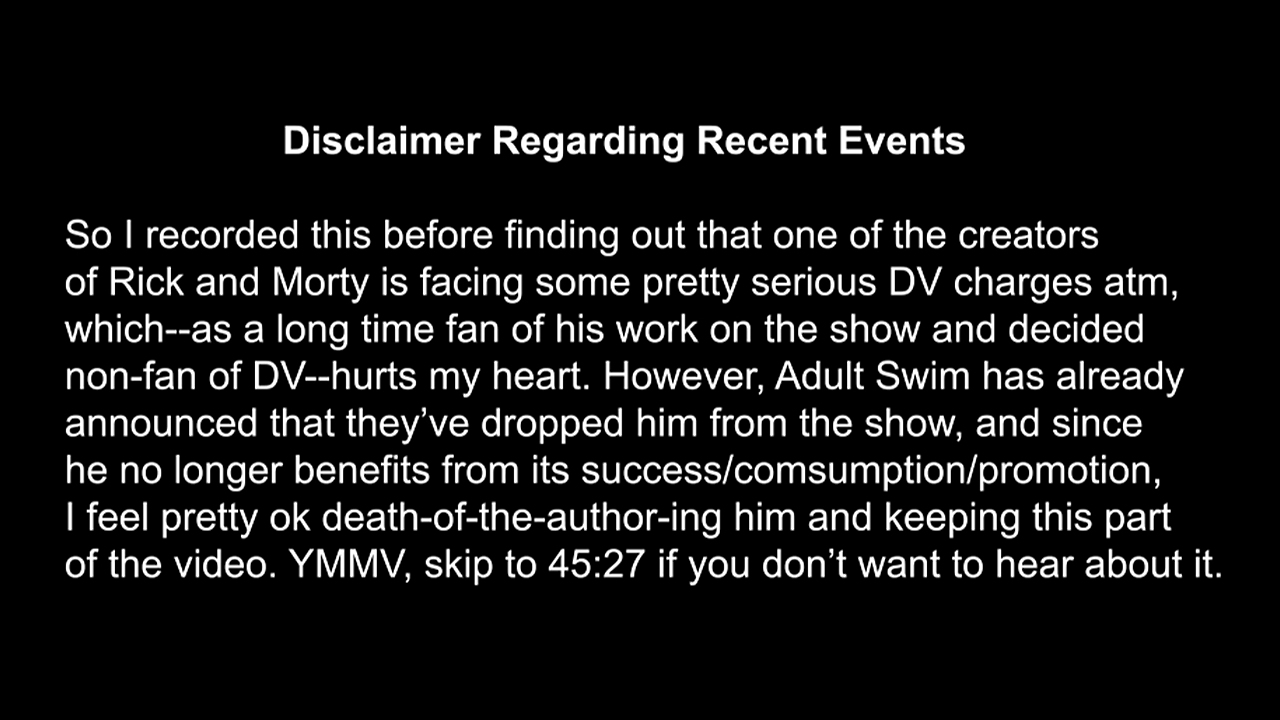 Disclaimer Regarding Recent Events
So I recorded this before finding out that one of the creators
of Rick and Morty is facing some pretty serious DV charges atm,
which--as a long time fan of his work on the show and decided
non-fan of DV--hurts my heart. However, Adult Swim has already
announced that they’ve dropped him from the show, and since
he no longer benefits from its success/comsumption/promotion,
I feel pretty ok death-of-the-author-ing him and keeping this part
of the video. YMMV, skip to 45:27 if you don’t want to hear about it.